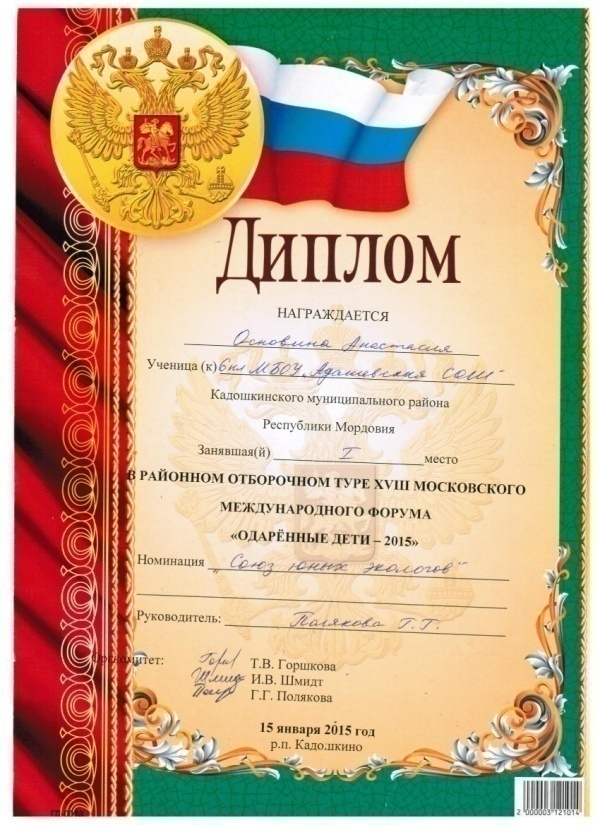 Диплом
НАГРАЖДАЕТСЯ
Основина Анастасия
Ученица (к) 6кл МБОУ „Адашевская СОШ"
Кадошкинского муниципального района
Республики Мордовия
Занявшая(й) I место
В РАЙОННОМ ОТБОРОЧНОМ ТУРЕ XVIII МОСКОВСКОГО
МЕЖДУНАРОДНОГО ФОРУМА
«ОДАРЁННЫЕ ДЕТИ – 2015»
Номинация „Союз юных экологов"
Руководитель: Полякова Г.Г.
Оргкомитет: Т.В. Горшкова
И.В. Шмидт
Г.Г. Полякова
15 января 2015 год
р.п. Кадошкино
2 000003 121014